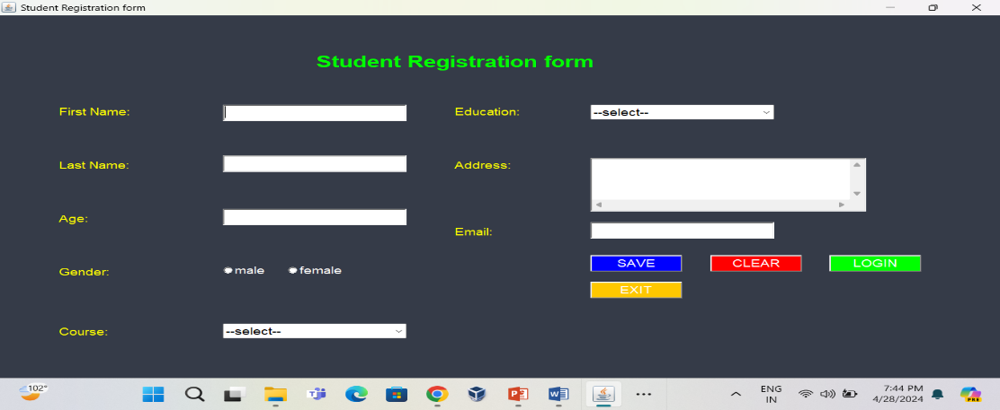 Student Registration form
Student Registration form
First Name:
Education:
--select--
Last Name:
Address:
Age:
Email:
Gender:
male
female
SAVE
CLEAR
LOGIN
EXIT
Course:
--select--
102°
ENG
IN
7:44 PM
4/28/2024
PRE